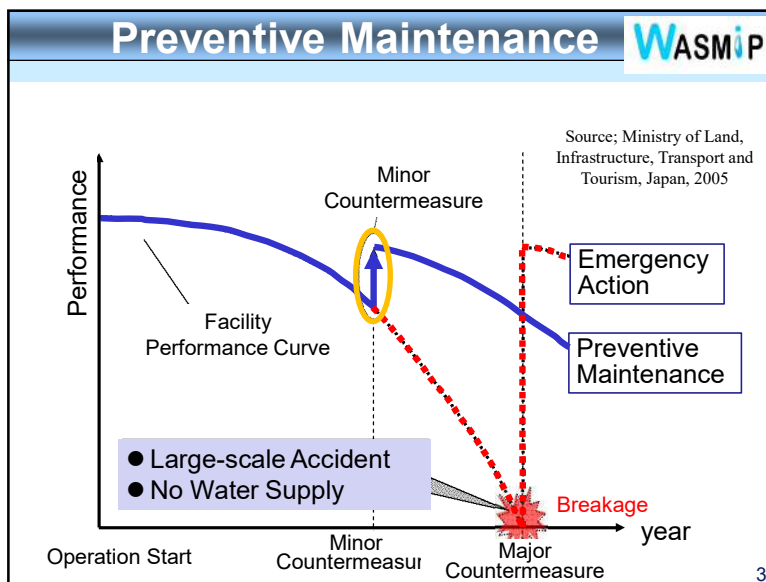 Preventive Maintenance
WASMiP
Source; Ministry of Land,
Infrastructure, Transport and
Tourism, Japan, 2005
Minor
Countermeasure
Performance
Emergency
Action
Facility
Performance Curve
Preventive
Maintenance
● Large-scale Accident
● No Water Supply
Breakage
year
Operation Start
Minor
Countermeasur
Major
Countermeasure
3